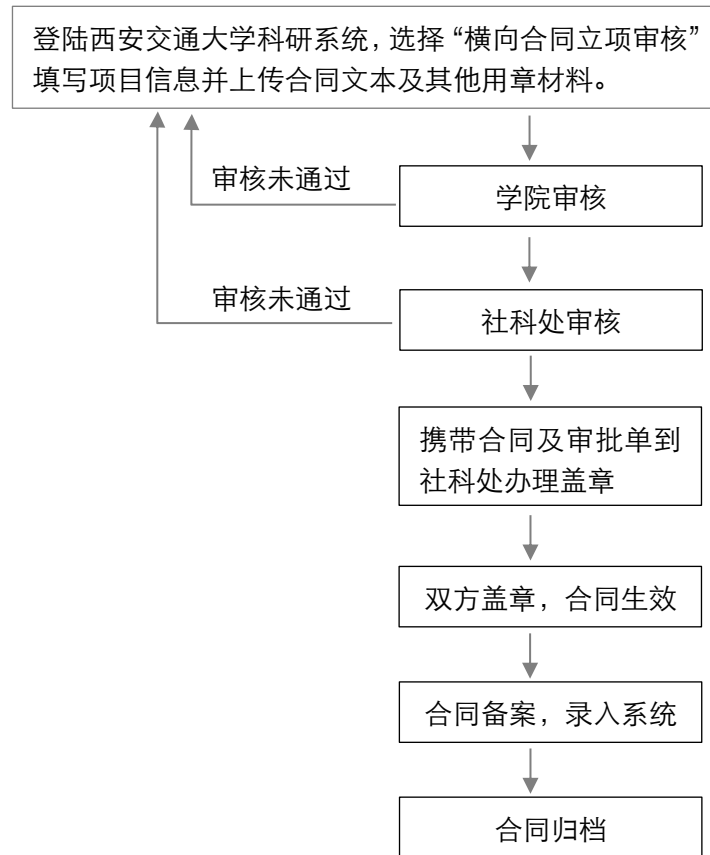 登陆西安交通大学科研系统，选择“横向合同立项审核”
填写项目信息并上传合同文本及其他用章材料。
审核未通过
学院审核
审核未通过
社科处审核
携带合同及审批单到
社科处办理盖章
双方盖章，合同生效
合同备案，录入系统
合同归档